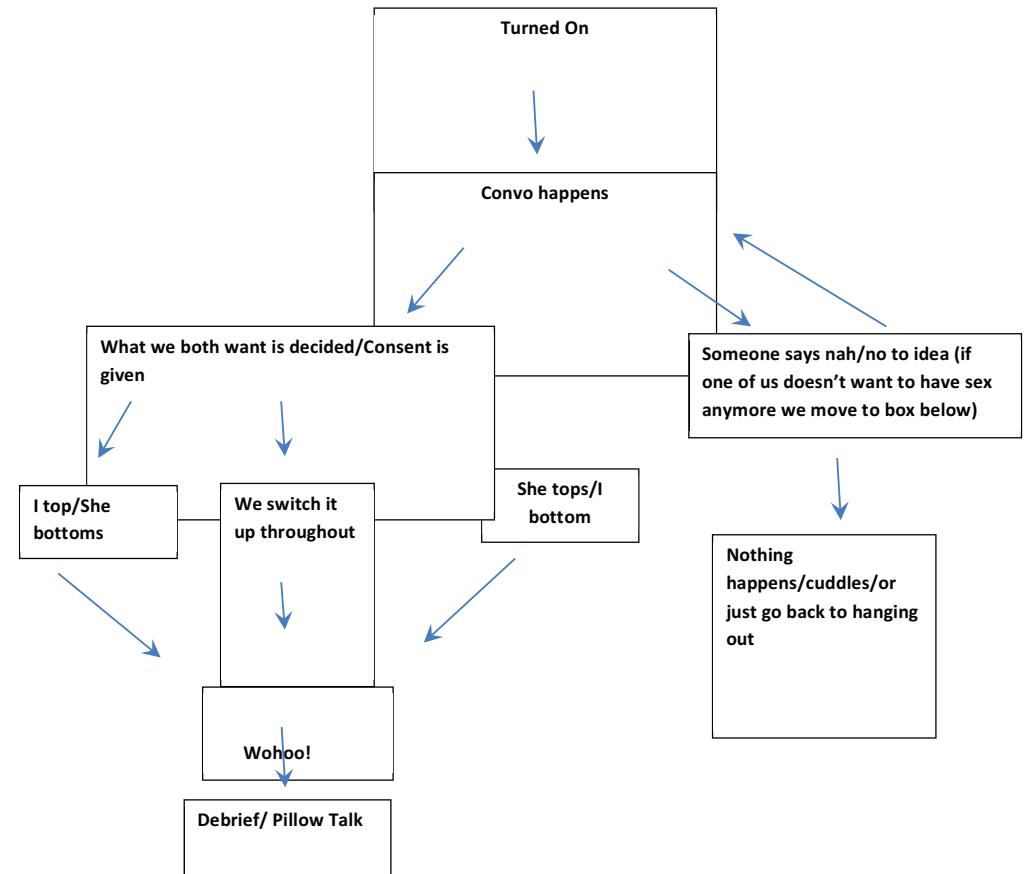 Turned On
Convo happens
What we both want is decided/Consent is
given
Someone says nah/no to idea (if
one of us doesn’t want to have sex
anymore we move to box below)
I top/She
bottoms
We switch it
up throughout
She tops/I
bottom
Nothing
happens/cuddles/or
just go back to hanging
out
Wohoo!
Debrief/ Pillow Talk